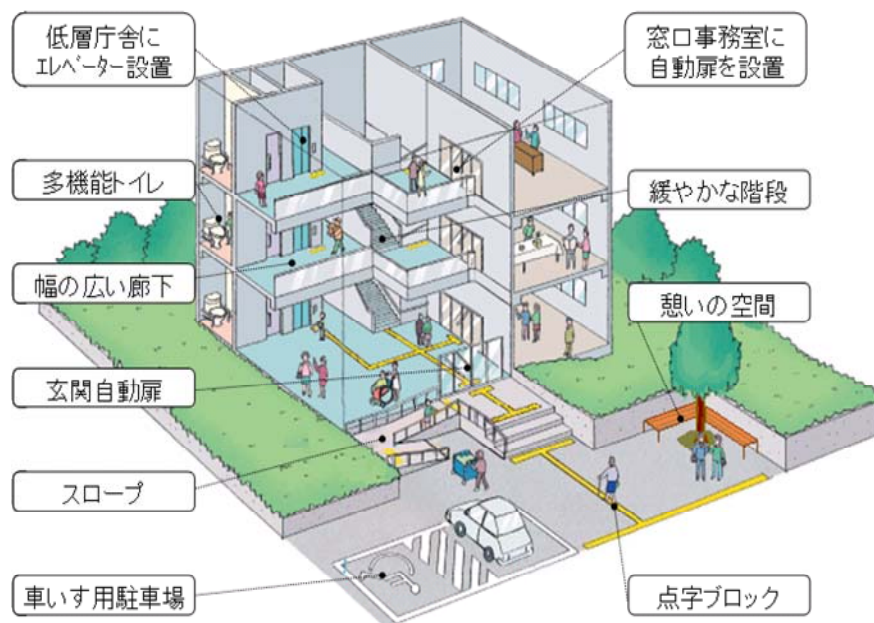 低層庁舎に
エレベーター設置
多機能トイレ
幅の広い廊下
玄関自動扉
スロープ
車いす用駐車場
窓口事務室に
自動扉を設置
緩やかな階段
憩いの空間
点字ブロック